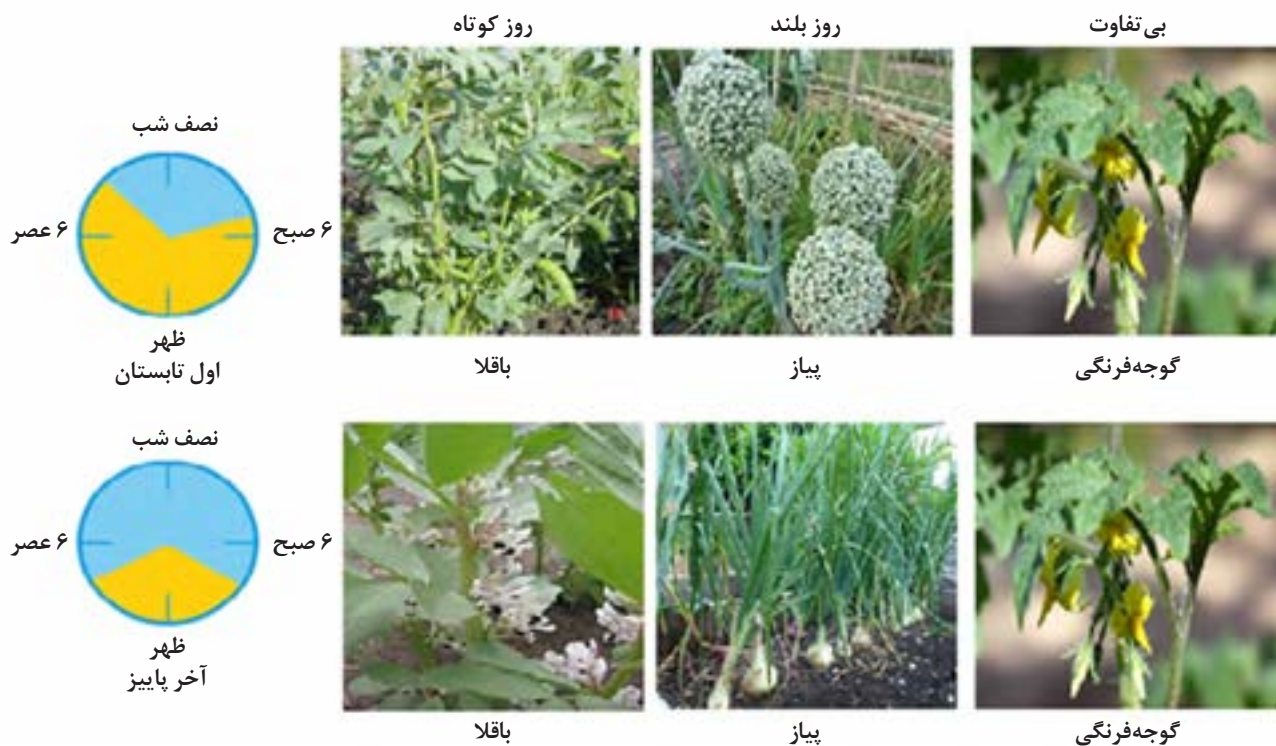 بی‌تفاوت
روز بلند
روز کوتاه
نصف شب
۶ صبح
۶ عصر
ظهر
اول تابستان
گوجه‌فرنگی
پیاز
باقلا
نصف شب
۶ صبح
۶ عصر
ظهر
آخر پاییز
گوجه‌فرنگی
پیاز
باقلا